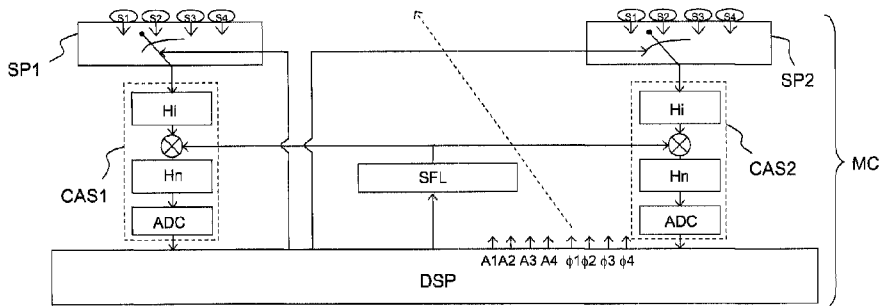 S1 S2 S3 S4
S1 S2 S3 S4
SP1
SP2
Hi
Hi
CAS1
CAS2
MC
SFL
Hn
Hn
ADC
ADC
A1 A2 A3 A4 ϕ1 ϕ2 ϕ3 ϕ4
DSP